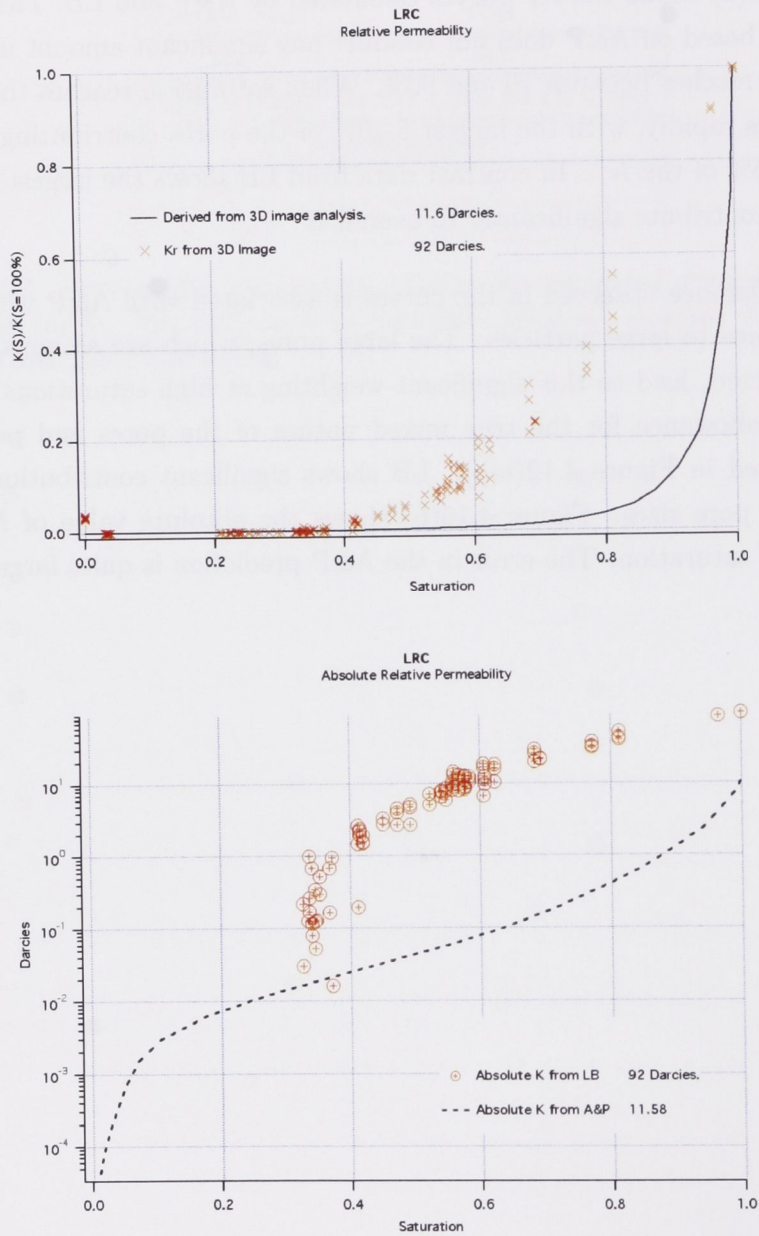 LRC
Relative Permeability
1.0
0.8
0.6
0.4
0.2
0.0
K(S)/K(S=100%)
Derived from 3D image analysis. 11.6 Darcies.
Kr from 3D Image 92 Darcies.
0.0 0.2 0.4 0.6 0.8 1.0
Saturation
LRC
Absolute Relative Permeability
10^1
10^0
10^-1
10^-2
10^-3
10^-4
Darcies
Absolute K from LB 92 Darcies.
Absolute K from A&P 11.58
0.0 0.2 0.4 0.6 0.8 1.0
Saturation